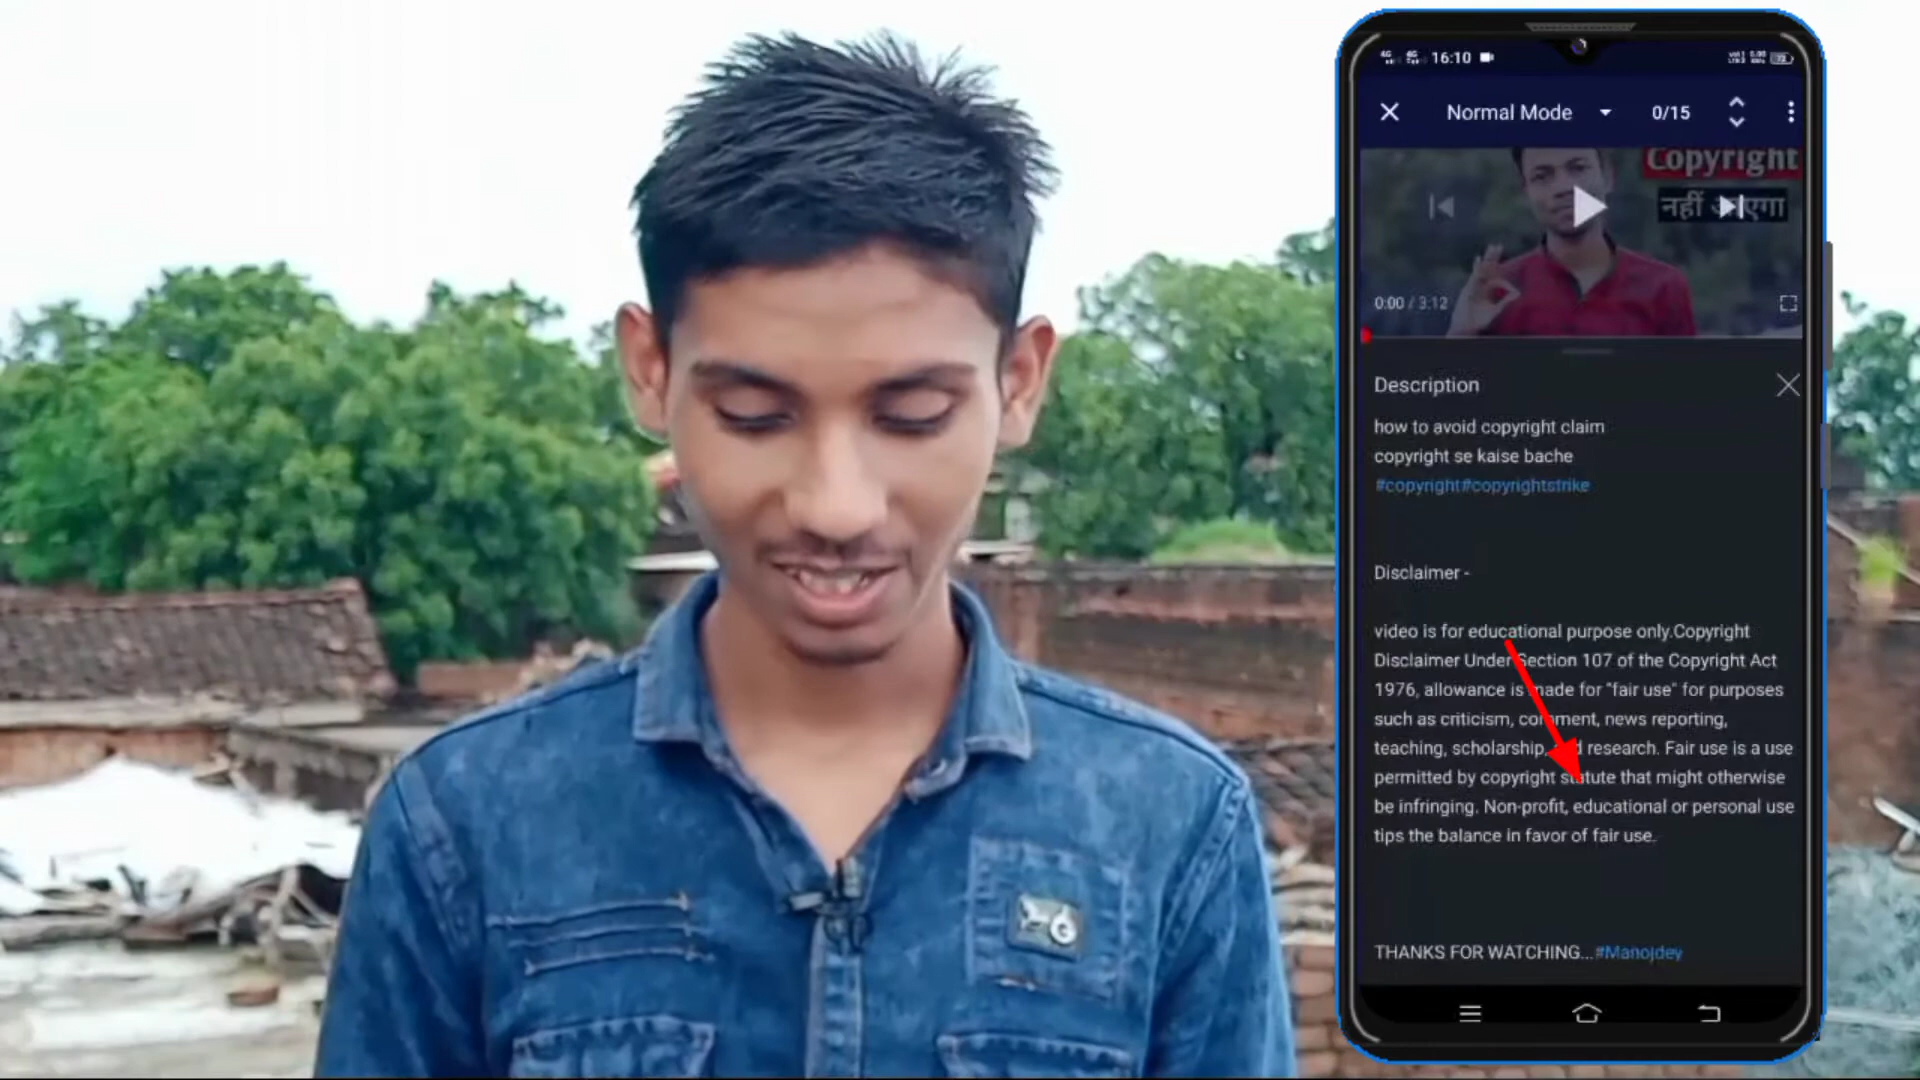 16:10
Normal Mode
0/15
Copyright
0:00 / 3:12
Description
how to avoid copyright claim
copyright se kaise bache
#copyright#copyrightstrike
Disclaimer -
video is for educational purpose only.Copyright
Disclaimer Under Section 107 of the Copyright Act
1976, allowance is made for "fair use" for purposes
such as criticism, comment, news reporting,
teaching, scholarship, and research. Fair use is a use
permitted by copyright statute that might otherwise
be infringing. Non-profit, educational or personal use
tips the balance in favor of fair use.
THANKS FOR WATCHING...#Manojdey